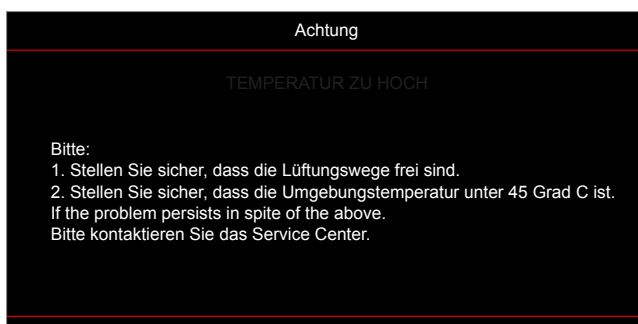 Achtung
TEMPERATUR ZU HOCH
Bitte:
1. Stellen Sie sicher, dass die Lüftungswege frei sind.
2. Stellen Sie sicher, dass die Umgebungstemperatur unter 45 Grad C ist.
If the problem persists in spite of the above.
Bitte kontaktieren Sie das Service Center.